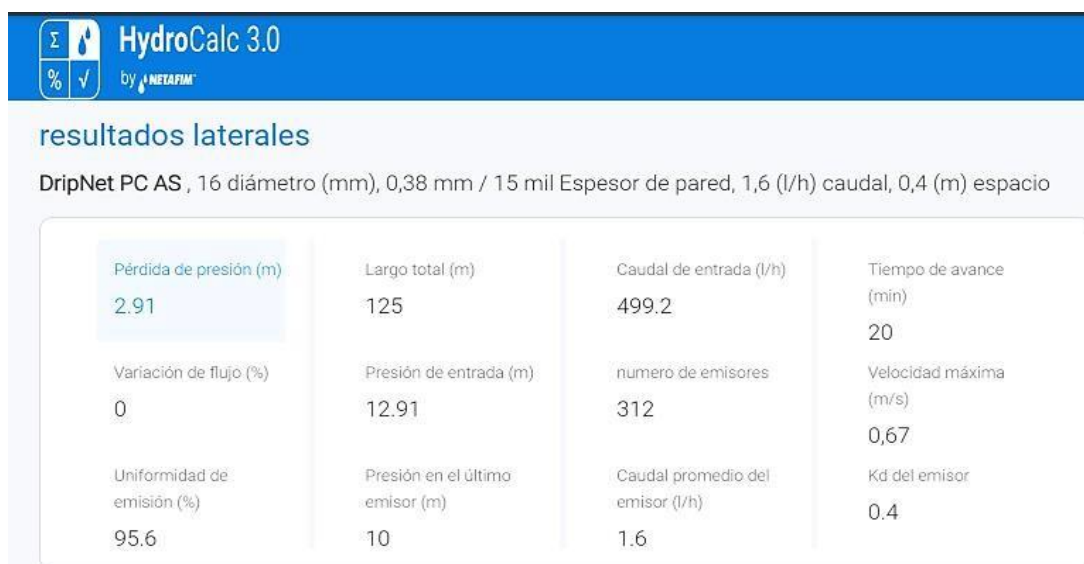 Σ
% √
HydroCalc 3.0
by NETAFIM™
resultados laterales
DripNet PC AS , 16 diámetro (mm), 0,38 mm / 15 mil Espesor de pared, 1,6 (l/h) caudal, 0,4 (m) espacio
Pérdida de presión (m)
2.91
Largo total (m)
125
Caudal de entrada (l/h)
499.2
Tiempo de avance
(min)
20
Variación de flujo (%)
0
Presión de entrada (m)
12.91
numero de emisores
312
Velocidad máxima
(m/s)
0,67
Uniformidad de
emisión (%)
95.6
Presión en el último
emisor (m)
10
Caudal promedio del
emisor (l/h)
1.6
Kd del emisor
0.4